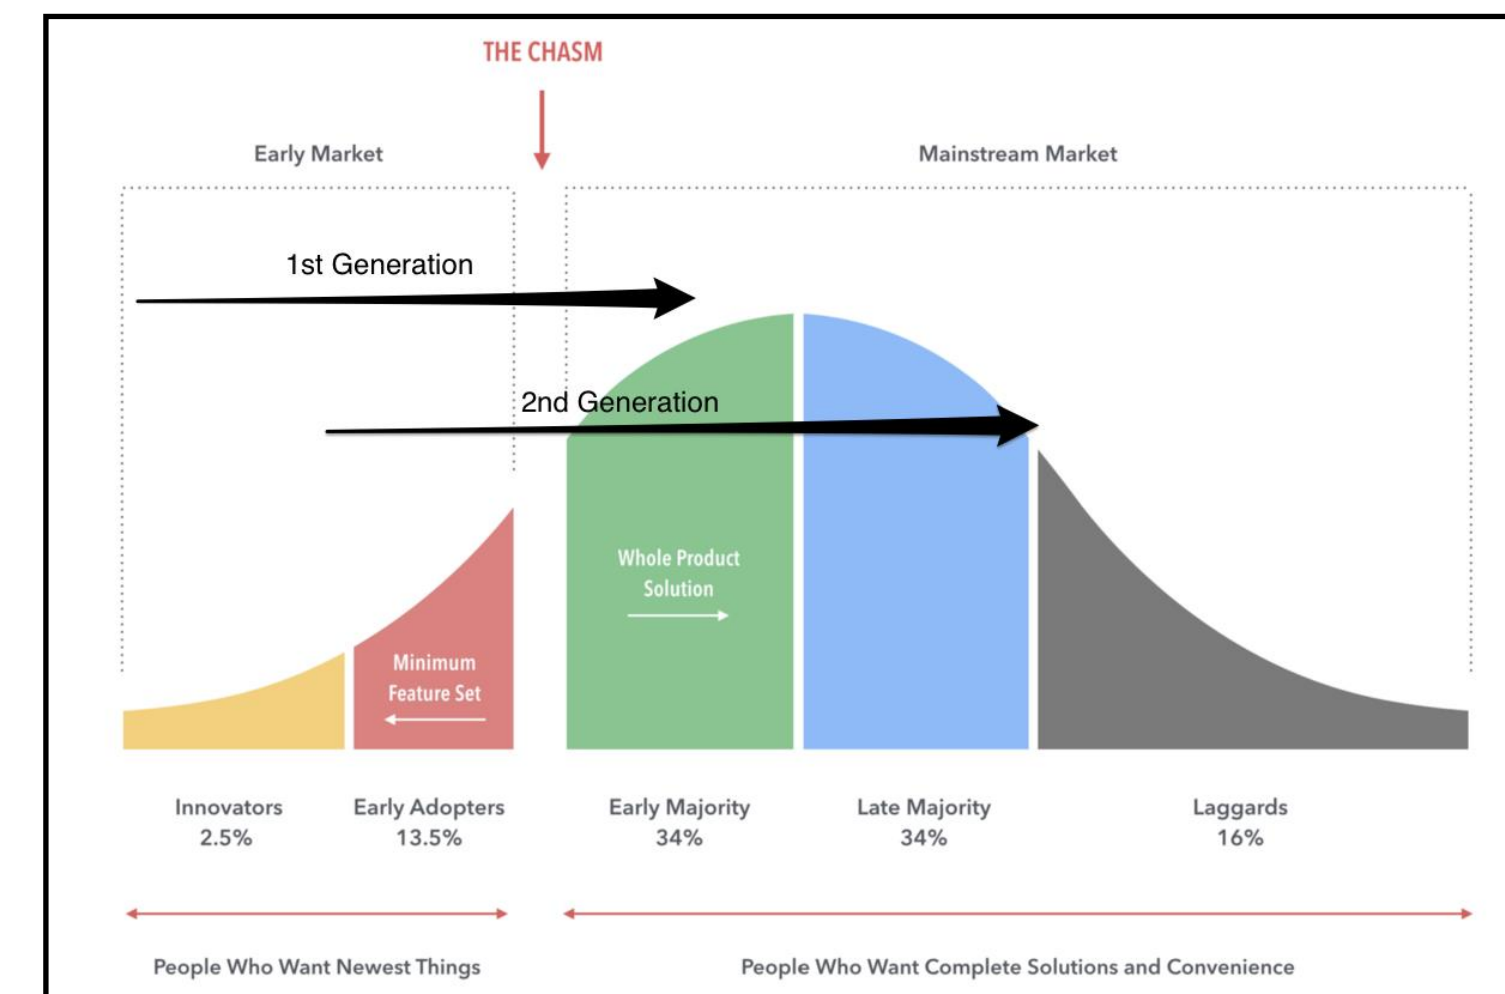 THE CHASM
Early Market
Mainstream Market
1st Generation
2nd Generation
Whole Product
Solution
Minimum
Feature Set
Innovators
2.5%
Early Adopters
13.5%
Early Majority
34%
Late Majority
34%
Laggards
16%
People Who Want Newest Things
People Who Want Complete Solutions and Convenience